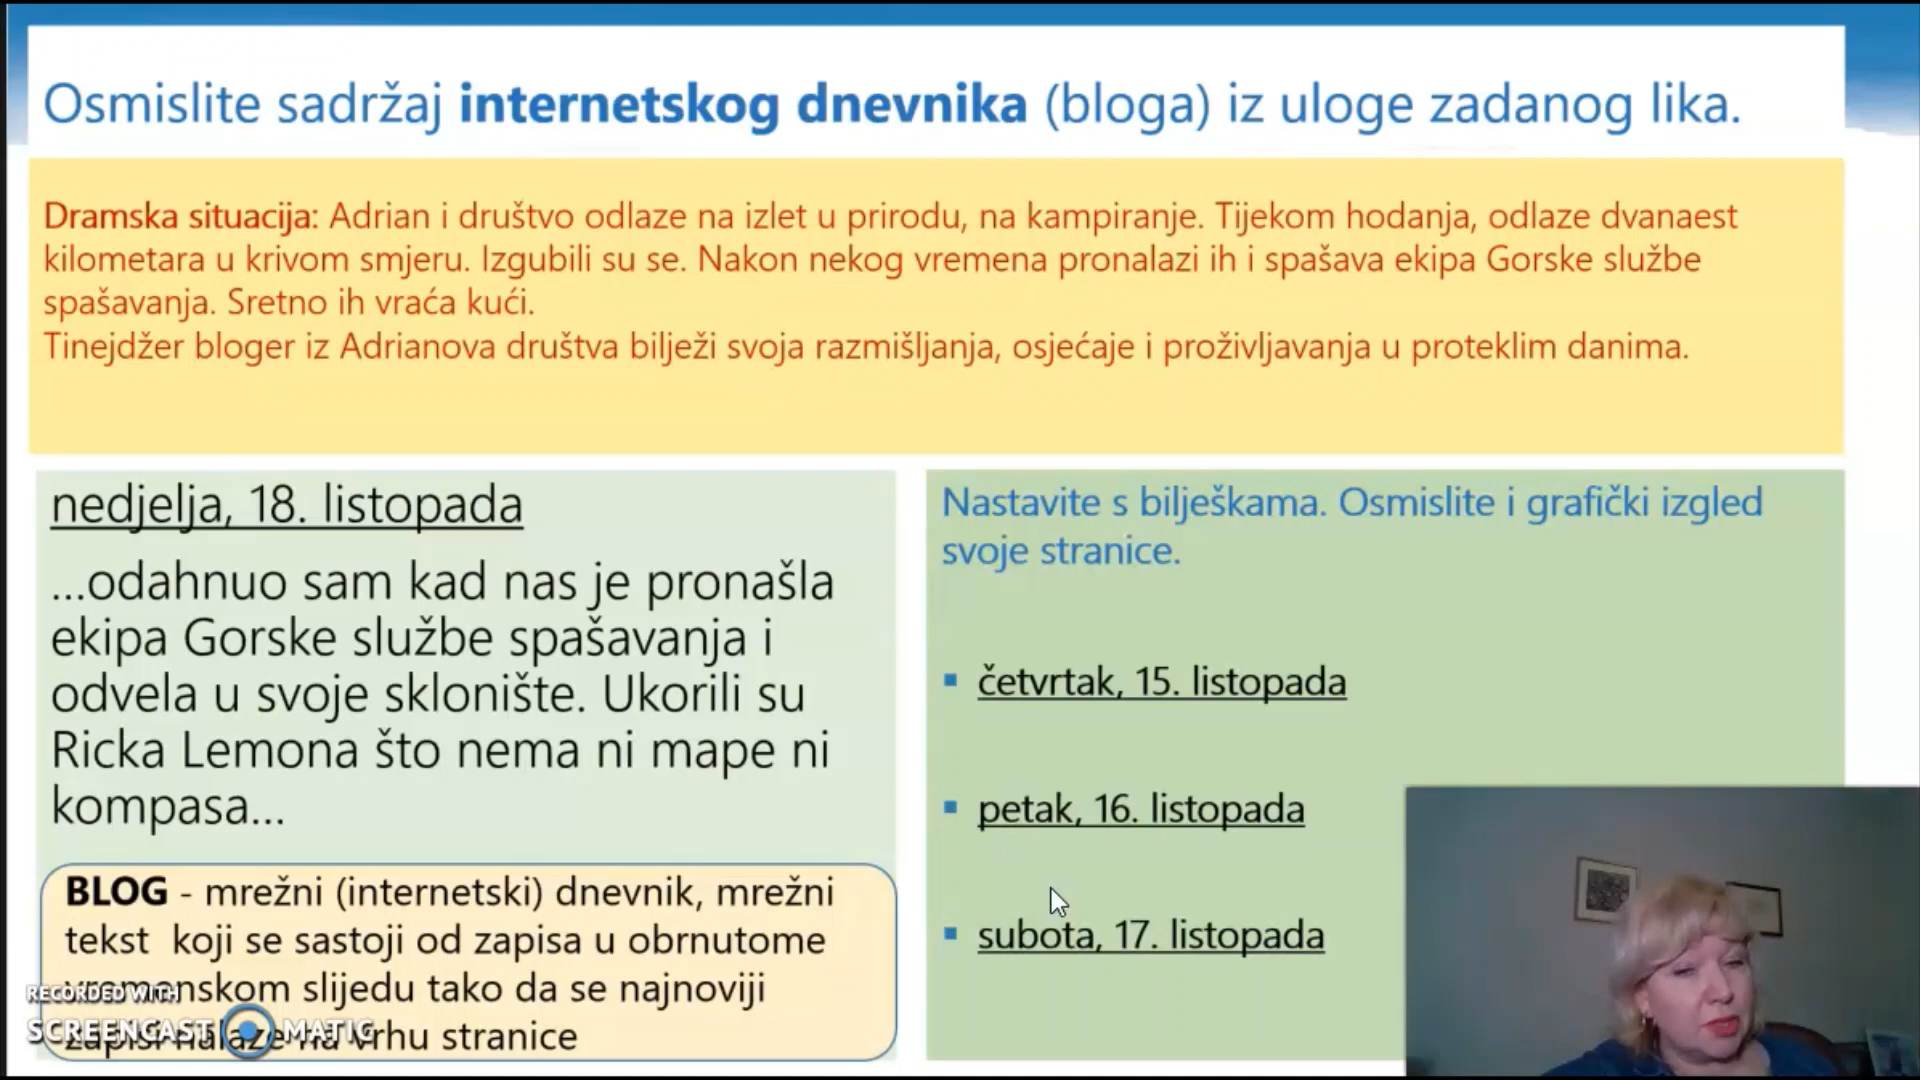 Osmislite sadržaj internetskog dnevnika (bloga) iz uloge zadanog lika.
Dramska situacija: Adrian i društvo odlaze na izlet u prirodu, na kampiranje. Tijekom hodanja, odlaze dvanaest
kilometara u krivom smjeru. Izgubili su se. Nakon nekog vremena pronalazi ih i spašava ekipa Gorske službe
spašavanja. Sretno ih vraća kući.
Tinejdžer bloger iz Adrianova društva bilježi svoja razmišljanja, osjećaje i proživljavanja u proteklim danima.
nedjelja, 18. listopada
...odahnuo sam kad nas je pronašla
ekipa Gorske službe spašavanja i
odvela u svoje sklonište. Ukorili su
Ricka Lemona što nema ni mape ni
kompasa...
BLOG - mrežni (internetski) dnevnik, mrežni
tekst koji se sastoji od zapisa u obrnutome
vremenskom slijedu tako da se najnoviji
zapisi nalaze na vrhu stranice
RECORDED WITH
SCREENCAST MATIC
Nastavite s bilješkama. Osmislite i grafički izgled
svoje stranice.
četvrtak, 15. listopada
petak, 16. listopada
subota, 17. listopada